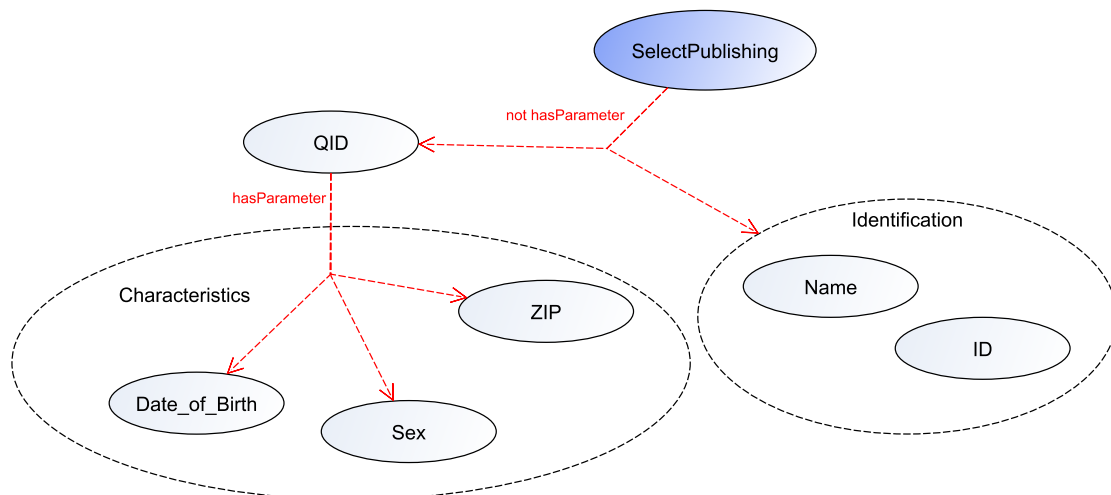 SelectPublishing
not hasParameter
QID
hasParameter
Identification
Characteristics
Name
ZIP
ID
Date_of_Birth
Sex